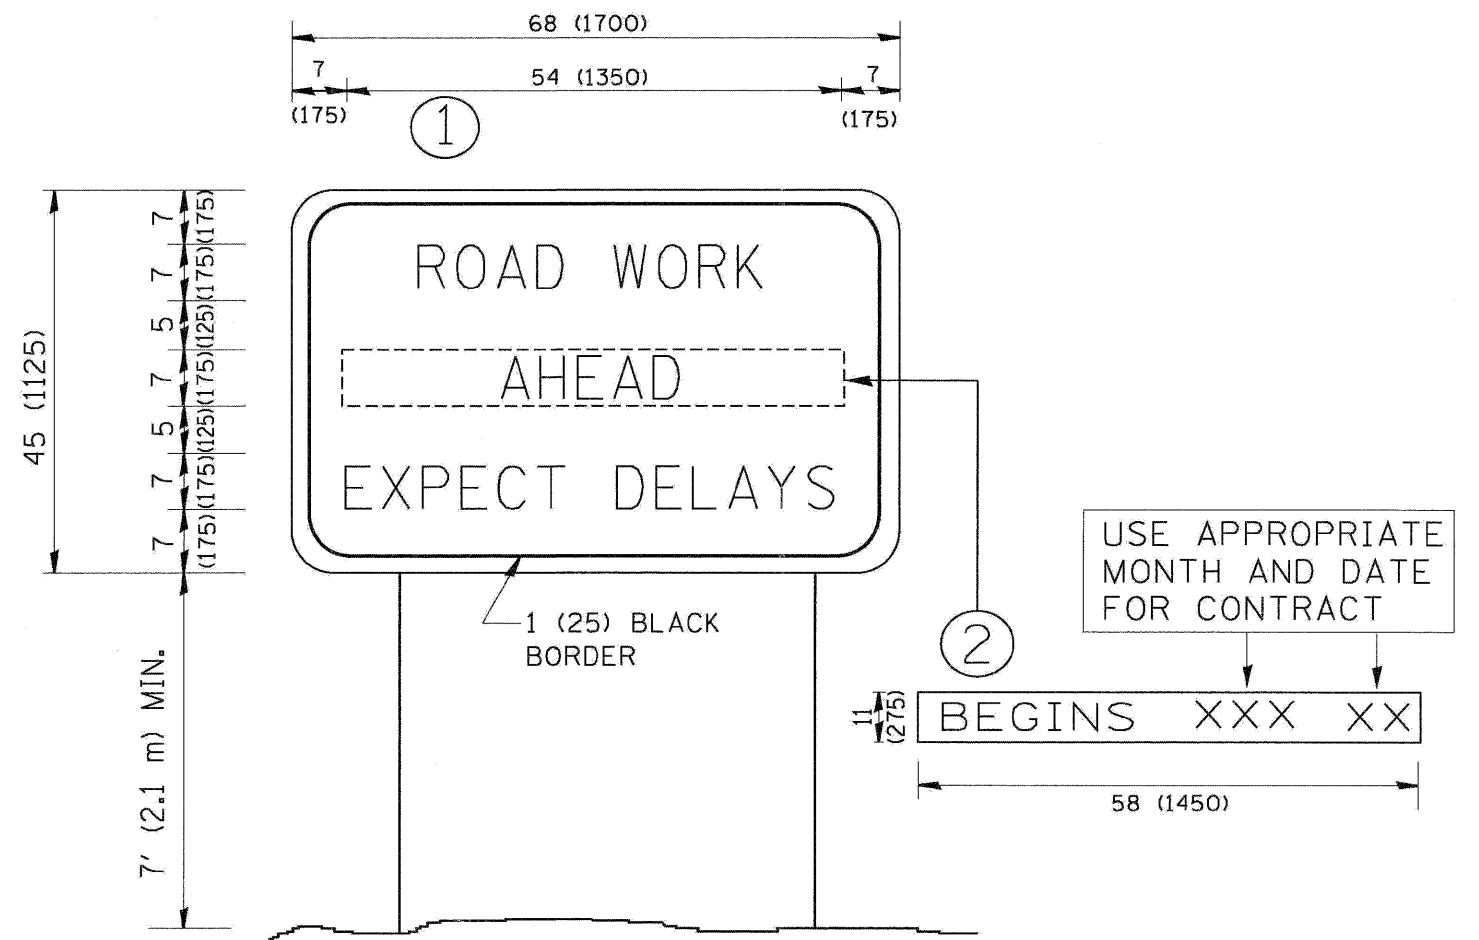 68 (1700)
7
54 (1350)
7
(175)
(175)
1
7
(175)
7
(175)
5
(125)
7
(175)
5
(125)
7
(175)
7
(175)
45 (1125)
ROAD WORK
AHEAD
EXPECT DELAYS
1 (25) BLACK
BORDER
7' (2.1 m) MIN.
2
USE APPROPRIATE
MONTH AND DATE
FOR CONTRACT
11
(275)
BEGINS XXX XX
58 (1450)